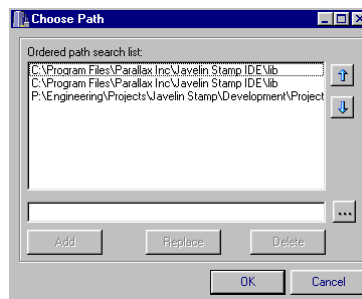 Choose Path
Ordered path search list:
C:\Program Files\Parallax Inc\Javelin Stamp IDE\lib
C:\Program Files\Parallax Inc\Javelin Stamp IDE\lib
P:\Engineering\Projects\Javelin Stamp\Development\Project
...
Add Replace Delete
OK Cancel